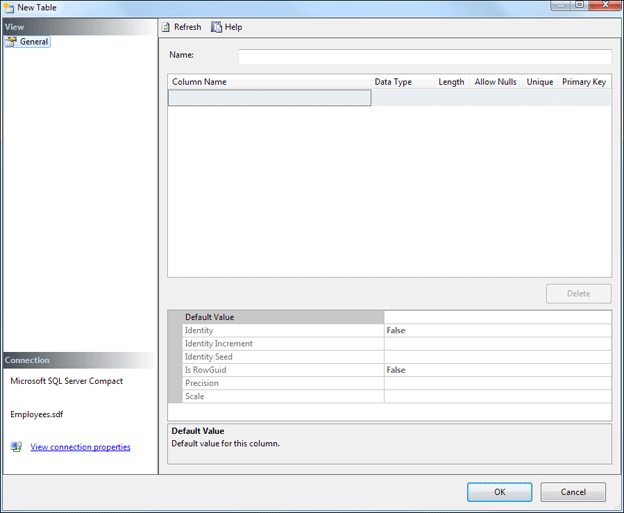 New Table
View
General
Refresh Help
Name:
Column Name Data Type Length Allow Nulls Unique Primary Key
Delete
Default Value
Identity False
Identity Increment
Identity Seed
Is RowGuid False
Precision
Scale
Default Value
Default value for this column.
Connection
Microsoft SQL Server Compact
Employees.sdf
View connection properties
OK Cancel